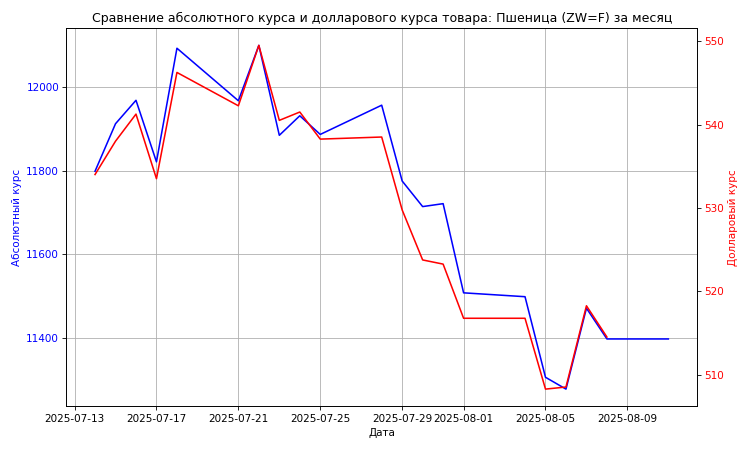 Сравнение абсолютного курса и долларового курса товара: Пшеница (ZW=F) за месяц
Абсолютный курс
12000
11800
11600
11400
550
540
530
520
510
Долларовый курс
2025-07-13 2025-07-17 2025-07-21 2025-07-25 2025-07-29 2025-08-01 2025-08-05 2025-08-09
Дата